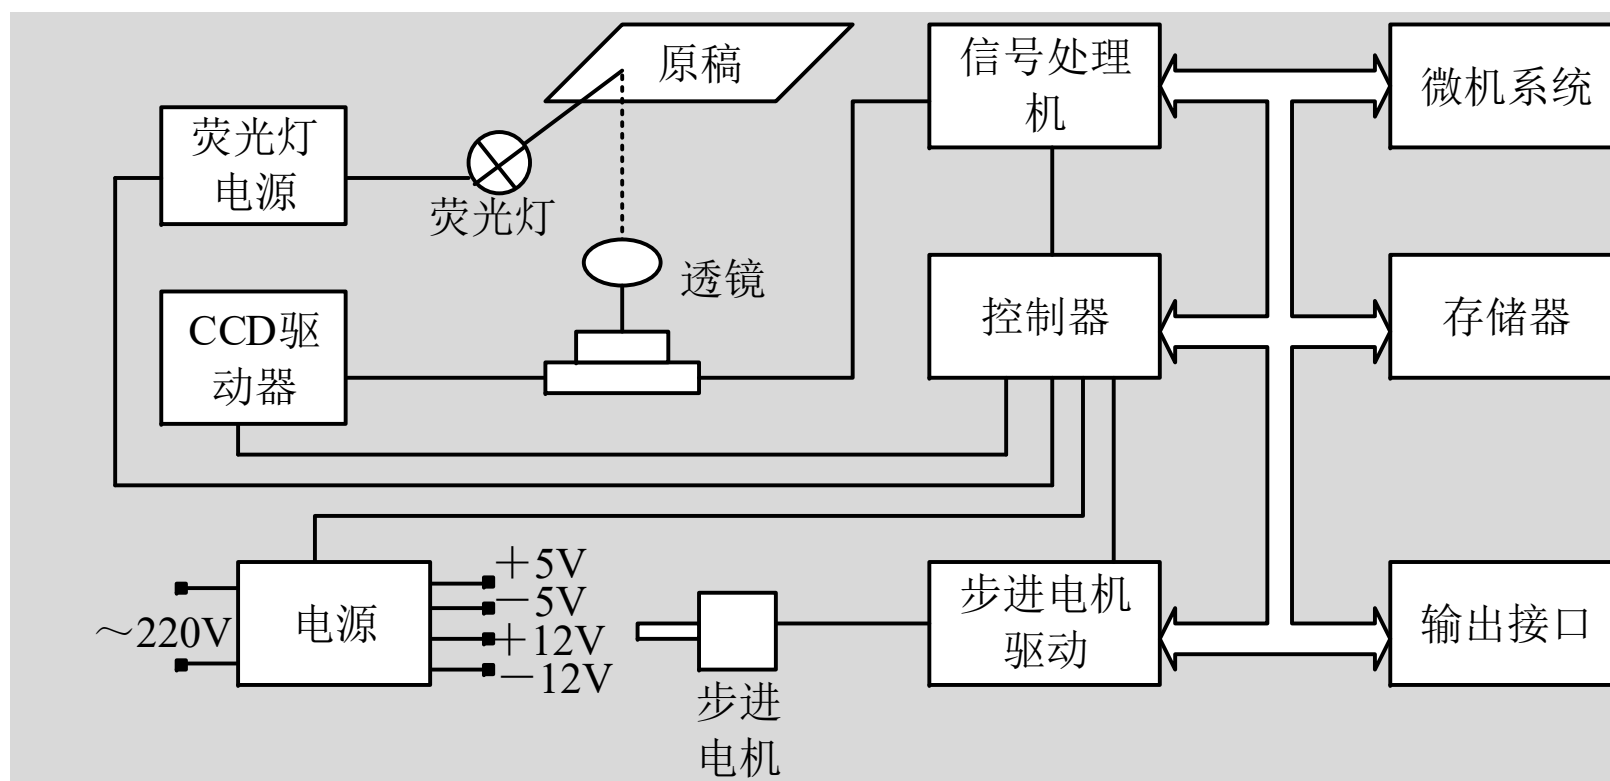 原稿
信号处理
机
微机系统
荧光灯
电源
荧光灯
透镜
CCD驱
动器
控制器
存储器
~220V
电源
+5V
-5V
+12V
-12V
步进
电机
步进电机
驱动
输出接口